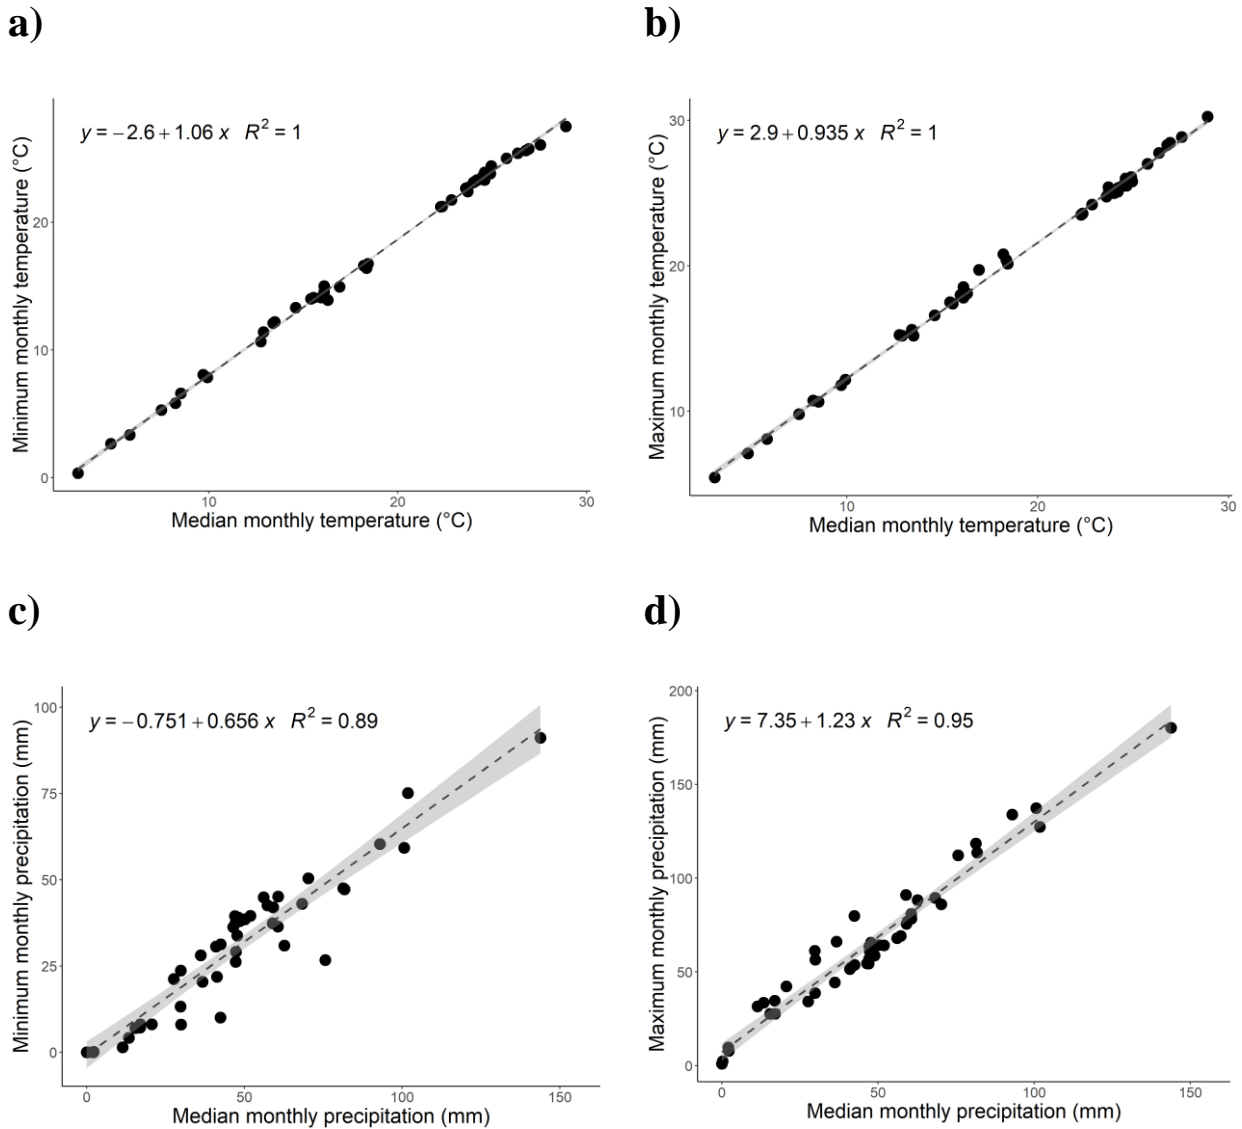 a)
y = −2.6 + 1.06 x   R² = 1
Minimum monthly temperature (°C)
20
10
0
10 20 30
Median monthly temperature (°C)
b)
y = 2.9 + 0.935 x   R² = 1
Maximum monthly temperature (°C)
30
20
10
10 20 30
Median monthly temperature (°C)
c)
y = −0.751 + 0.656 x   R² = 0.89
Minimum monthly precipitation (mm)
100
75
50
25
0
0 50 100 150
Median monthly precipitation (mm)
d)
y = 7.35 + 1.23 x   R² = 0.95
Maximum monthly precipitation (mm)
200
150
100
50
0
0 50 100 150
Median monthly precipitation (mm)